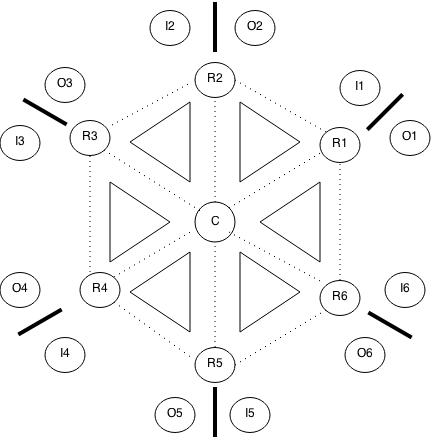 I2 O2
O3 R2 I1
I3 R3 R1 O1
C
O4 R4 R6 I6
I4 R5 O6
O5 I5